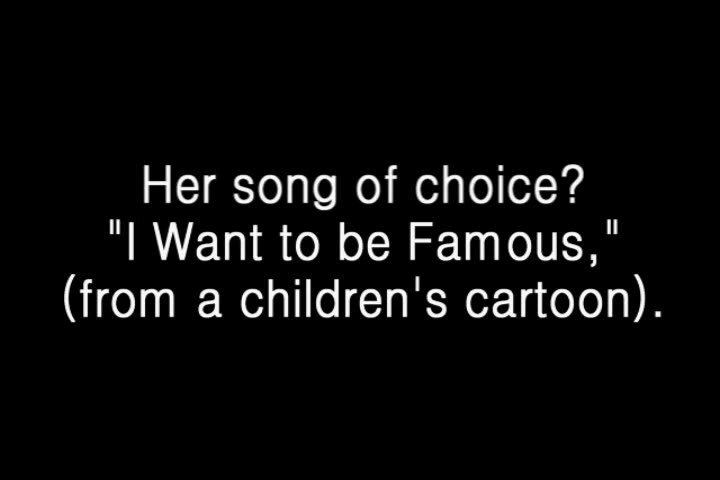 Her song of choice?
"I Want to be Famous,"
(from a children's cartoon).